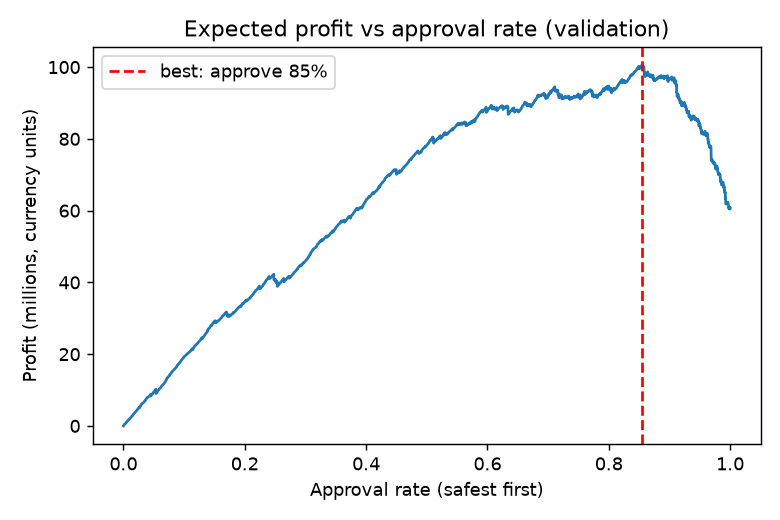 Expected profit vs approval rate (validation)
best: approve 85%
Profit (millions, currency units)
100
80
60
40
20
0
0.0 0.2 0.4 0.6 0.8 1.0
Approval rate (safest first)